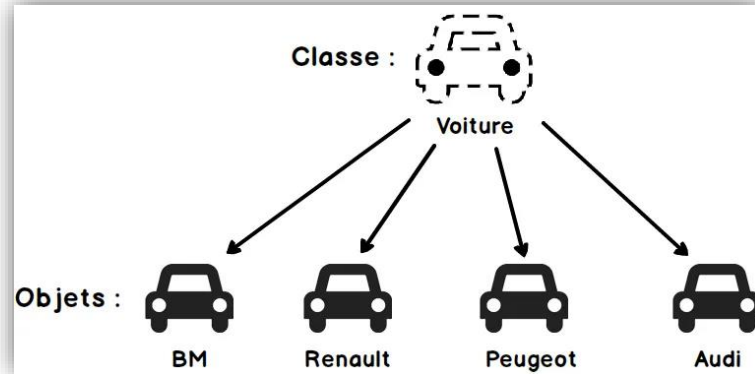 Classe :
Voiture
Objets :
BM
Renault
Peugeot
Audi